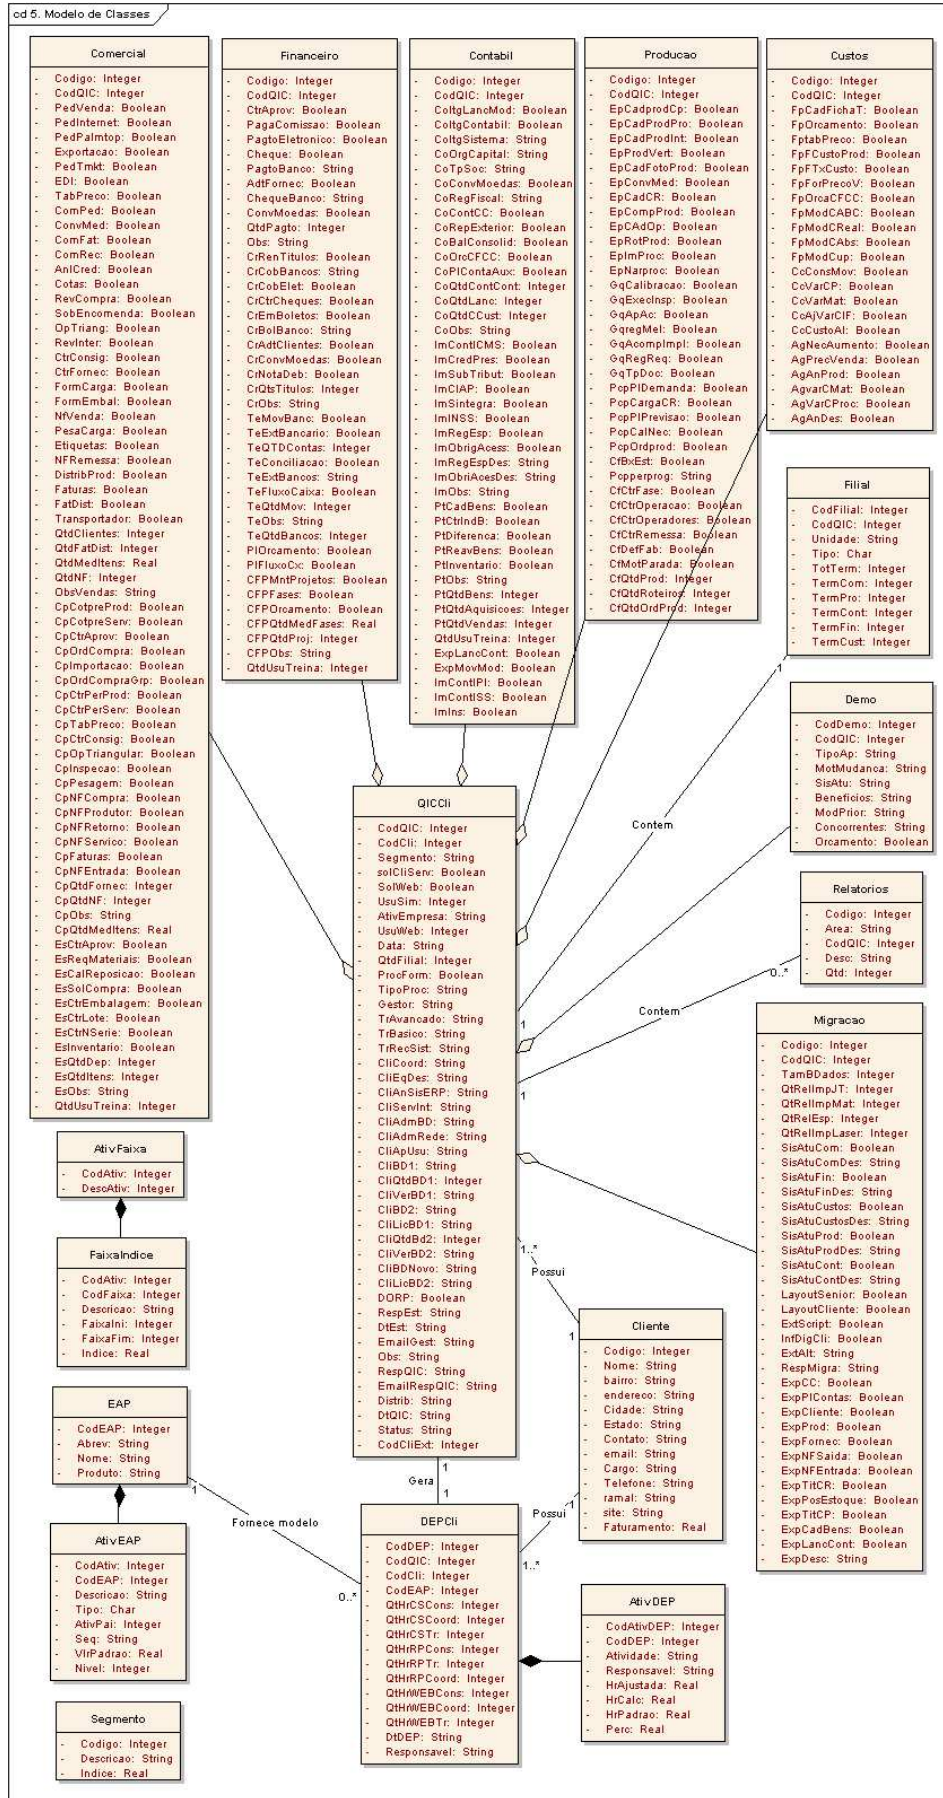 cd 5. Modelo de Classes
Comercial
- Codigo: Integer
- CodQIC: Integer
- PedVenda: Boolean
- PedInternet: Boolean
- PedPalmtop: Boolean
- Exportacao: Boolean
- PedTmkt: Boolean
- EDI: Boolean
- TabPreco: Boolean
- ComPed: Boolean
- ConvMed: Boolean
- ComFat: Boolean
- ComRec: Boolean
- AnlCred: Boolean
- Cotas: Boolean
- RevCompra: Boolean
- SobEncomenda: Boolean
- OpTriang: Boolean
- RevInter: Boolean
- CtrConsig: Boolean
- CtrFornec: Boolean
- FormCarga: Boolean
- FormEmbal: Boolean
- NfVenda: Boolean
- PesaCarga: Boolean
- Etiquetas: Boolean
- NFRemessa: Boolean
- DistribProd: Boolean
- Faturas: Boolean
- FatDist: Boolean
- Transportador: Boolean
- QtdClientes: Integer
- QtdFatDist: Integer
- QtdMedItens: Real
- QtdNF: Integer
- ObsVendas: String
- CpCotpreProd: Boolean
- CpCotpreServ: Boolean
- CpCtrAprov: Boolean
- CpOrdCompra: Boolean
- CpImportacao: Boolean
- CpOrdCompraGrp: Boolean
- CpCtrPerProd: Boolean
- CpCtrPerServ: Boolean
- CpTabPreco: Boolean
- CpCtrConsig: Boolean
- CpOpTriangular: Boolean
- CpInspecao: Boolean
- CpPesagem: Boolean
- CpNFCompra: Boolean
- CpNFProdutor: Boolean
- CpNFRetorno: Boolean
- CpNFServico: Boolean
- CpFaturas: Boolean
- CpNFEntrada: Boolean
- CpQtdFornec: Integer
- CpQtdNF: Integer
- CpObs: String
- CpQtdMedItens: Real
- EsCtrAprov: Boolean
- EsReqMateriais: Boolean
- EsCalReposicao: Boolean
- EsSolCompra: Boolean
- EsCtrEmbalagem: Boolean
- EsCtrLote: Boolean
- EsCtrNSerie: Boolean
- EsInventario: Boolean
- EsQtdDep: Integer
- EsQtdItens: Integer
- EsObs: String
- QtdUsuTreina: Integer
Financeiro
- Codigo: Integer
- CodQIC: Integer
- CtrAprov: Boolean
- PagaComissao: Boolean
- PagtoEletronico: Boolean
- Cheque: Boolean
- PagtoBanco: String
- AdtFornec: Boolean
- ChequeBanco: String
- ConvMoedas: Boolean
- QtdPagto: Integer
- Obs: String
- CrRenTitulos: Boolean
- CrCobBancos: String
- CrCobElet: Boolean
- CrCtrCheques: Boolean
- CrEmBoletos: Boolean
- CrBolBanco: String
- CrAdtClientes: Boolean
- CrConvMoedas: Boolean
- CrNotaDeb: Boolean
- CrQtsTitulos: Integer
- CrObs: String
- TeMovBanc: Boolean
- TeExtBancario: Boolean
- TeQTDContas: Integer
- TeConciliacao: Boolean
- TeExtBancos: String
- TeFluxoCaixa: Boolean
- TeQtdMov: Integer
- TeObs: String
- TeQtdBancos: Integer
- PlOrcamento: Boolean
- PlFluxoCx: Boolean
- CFPMntProjetos: Boolean
- CFPFases: Boolean
- CFPOrcamento: Boolean
- CFPQtdMedFases: Real
- CFPQtdProj: Integer
- CFPObs: String
- QtdUsuTreina: Integer
Contabil
- Codigo: Integer
- CodQIC: Integer
- CoItgLancMod: Boolean
- CoItgContabil: Boolean
- CoItgSistema: String
- CoOrgCapital: String
- CoTpSoc: String
- CoConvMoedas: Boolean
- CoRegFiscal: String
- CoContCC: Boolean
- CoRepExterior: Boolean
- CoBalConsolid: Boolean
- CoOrcCFCC: Boolean
- CoPlContaAux: Boolean
- CoQtdContCont: Integer
- CoQtdLanc: Integer
- CoQtdCCust: Integer
- CoObs: String
- ImContICMS: Boolean
- ImCredPres: Boolean
- ImSubTribut: Boolean
- ImCIAP: Boolean
- ImSintegra: Boolean
- ImINSS: Boolean
- ImRegEsp: Boolean
- ImObrigAcess: Boolean
- ImRegEspDes: String
- ImObriAcesDes: String
- ImObs: String
- PtCadBens: Boolean
- PtCtrIndB: Boolean
- PtDiferenca: Boolean
- PtReavBens: Boolean
- PtInventario: Boolean
- PtObs: String
- PtQtdBens: Integer
- PtQtdAquisicoes: Integer
- PtQtdVendas: Integer
- QtdUsuTreina: Integer
- ExpLancCont: Boolean
- ExpMovMod: Boolean
- ImContIPI: Boolean
- ImContISS: Boolean
- ImIns: Boolean
Producao
- Codigo: Integer
- CodQIC: Integer
- EpCadprodCp: Boolean
- EpCadProdPro: Boolean
- EpCadProdInt: Boolean
- EpProdVert: Boolean
- EpCadFotoProd: Boolean
- EpConvMed: Boolean
- EpCadCR: Boolean
- EpCompProd: Boolean
- EpCAdOp: Boolean
- EpRotProd: Boolean
- EpImProc: Boolean
- EpNarproc: Boolean
- GqCalibracao: Boolean
- GqExecInsp: Boolean
- GqApAc: Boolean
- GqregMel: Boolean
- GqAcompImpl: Boolean
- GqRegReq: Boolean
- GqTpDoc: Boolean
- PcpPlDemanda: Boolean
- PcpCargaCR: Boolean
- PcpPlPrevisao: Boolean
- PcpCalNec: Boolean
- PcpOrdprod: Boolean
- CfBxEst: Boolean
- Pcpperprog: String
- CfCtrFase: Boolean
- CfCtrOperacao: Boolean
- CfCtrOperadores: Boolean
- CfCtrRemessa: Boolean
- CfDefFab: Boolean
- CfMotParada: Boolean
- CfQtdProd: Integer
- CfQtdRoteiros: Integer
- CfQtdOrdProd: Integer
Custos
- Codigo: Integer
- CodQIC: Integer
- FpCadFichaT: Boolean
- FpOrcamento: Boolean
- FptabPreco: Boolean
- FpFCustoProd: Boolean
- FpFTxCusto: Boolean
- FpForPrecoV: Boolean
- FpOrcaCFCC: Boolean
- FpModCABC: Boolean
- FpModCReal: Boolean
- FpModCAbs: Boolean
- FpModCup: Boolean
- CcConsMov: Boolean
- CcVarCP: Boolean
- CcVarMat: Boolean
- CcAjVarCIF: Boolean
- CcCustoAl: Boolean
- AgNecAumento: Boolean
- AgPrecVenda: Boolean
- AgAnProd: Boolean
- AgvarCMat: Boolean
- AgVarCProc: Boolean
- AgAnDes: Boolean
Filial
- CodFilial: Integer
- CodQIC: Integer
- Unidade: String
- Tipo: Char
- TotTerm: Integer
- TermCom: Integer
- TermPro: Integer
- TermCont: Integer
- TermFin: Integer
- TermCust: Integer
1
Contem
1
Demo
- CodDemo: Integer
- CodQIC: Integer
- TipoAp: String
- MotMudanca: String
- SisAtu: String
- Beneficios: String
- ModPrior: String
- Concorrentes: String
- Orcamento: Boolean
Relatorios
- Codigo: Integer
- Area: String
- CodQIC: Integer
- Desc: String
- Qtd: Integer
0..*
Contem
1
QICCli
- CodQIC: Integer
- CodCli: Integer
- Segmento: String
- solCliServ: Boolean
- SolWeb: Boolean
- UsuSim: Integer
- AtivEmpresa: String
- UsuWeb: Integer
- Data: String
- QtdFilial: Integer
- ProcForm: Boolean
- TipoProc: String
- Gestor: String
- TrAvancado: String
- TrBasico: String
- TrRecSist: String
- CliCoord: String
- CliEqDes: String
- CliAnSisERP: String
- CliServInt: String
- CliAdmBD: String
- CliAdmRede: String
- CliApUsu: String
- CliBD1: String
- CliQtdBD1: Integer
- CliVerBD1: String
- CliBD2: String
- CliLicBD1: String
- CliQtdBd2: Integer
- CliVerBD2: String
- CliBDNovo: String
- CliLicBD2: String
- DORP: Boolean
- RespEst: String
- DtEst: String
- EmailGest: String
- Obs: String
- RespQIC: String
- EmailRespQIC: String
- Distrib: String
- DtQIC: String
- Status: String
- CodCliExt: Integer
Migracao
- Codigo: Integer
- CodQIC: Integer
- TamBDados: Integer
- QtRelImpJT: Integer
- QtRelImpMat: Integer
- QtRelEsp: Integer
- QtRelImpLaser: Integer
- SisAtuCom: Boolean
- SisAtuComDes: String
- SisAtuFin: Boolean
- SisAtuFinDes: String
- SisAtuCustos: Boolean
- SisAtuCustosDes: String
- SisAtuProd: Boolean
- SisAtuProdDes: String
- SisAtuCont: Boolean
- SisAtuContDes: String
- LayoutSenior: Boolean
- LayoutCliente: Boolean
- ExtScript: Boolean
- InfDigCli: Boolean
- ExtAlt: String
- RespMigra: String
- ExpCC: Boolean
- ExpPlContas: Boolean
- ExpCliente: Boolean
- ExpProd: Boolean
- ExpFornec: Boolean
- ExpNFSaida: Boolean
- ExpNFEntrada: Boolean
- ExpTitCR: Boolean
- ExpPosEstoque: Boolean
- ExpTitCP: Boolean
- ExpCadBens: Boolean
- ExpLancCont: Boolean
- ExpDesc: String
AtivFaixa
- CodAtiv: Integer
- DescAtiv: Integer
FaixaIndice
- CodAtiv: Integer
- CodFaixa: Integer
- Descricao: String
- FaixaIni: Integer
- FaixaFim: Integer
- Indice: Real
1..*
Possui
1
Cliente
- Codigo: Integer
- Nome: String
- bairro: String
- endereco: String
- Cidade: String
- Estado: String
- Contato: String
- email: String
- Cargo: String
- Telefone: String
- ramal: String
- site: String
- Faturamento: Real
EAP
- CodEAP: Integer
- Abrev: String
- Nome: String
- Produto: String
1
Fornece modelo
0..*
1
Gera
1
1
Possui
1..*
AtivEAP
- CodAtiv: Integer
- CodEAP: Integer
- Descricao: String
- Tipo: Char
- AtivPai: Integer
- Seq: String
- VlrPadrao: Real
- Nivel: Integer
DEPCli
- CodDEP: Integer
- CodQIC: Integer
- CodCli: Integer
- CodEAP: Integer
- QtHrCSCons: Integer
- QtHrCSCoord: Integer
- QtHrCSTr: Integer
- QtHrRPCons: Integer
- QtHrRPTr: Integer
- QtHrRPCoord: Integer
- QtHrWEBCons: Integer
- QtHrWEBCoord: Integer
- QtHrWEBTr: Integer
- DtDEP: String
- Responsavel: String
AtivDEP
- CodAtivDEP: Integer
- CodDEP: Integer
- Atividade: String
- Responsavel: String
- HrAjustada: Real
- HrCalc: Real
- HrPadrao: Real
- Perc: Real
Segmento
- Codigo: Integer
- Descricao: String
- Indice: Real